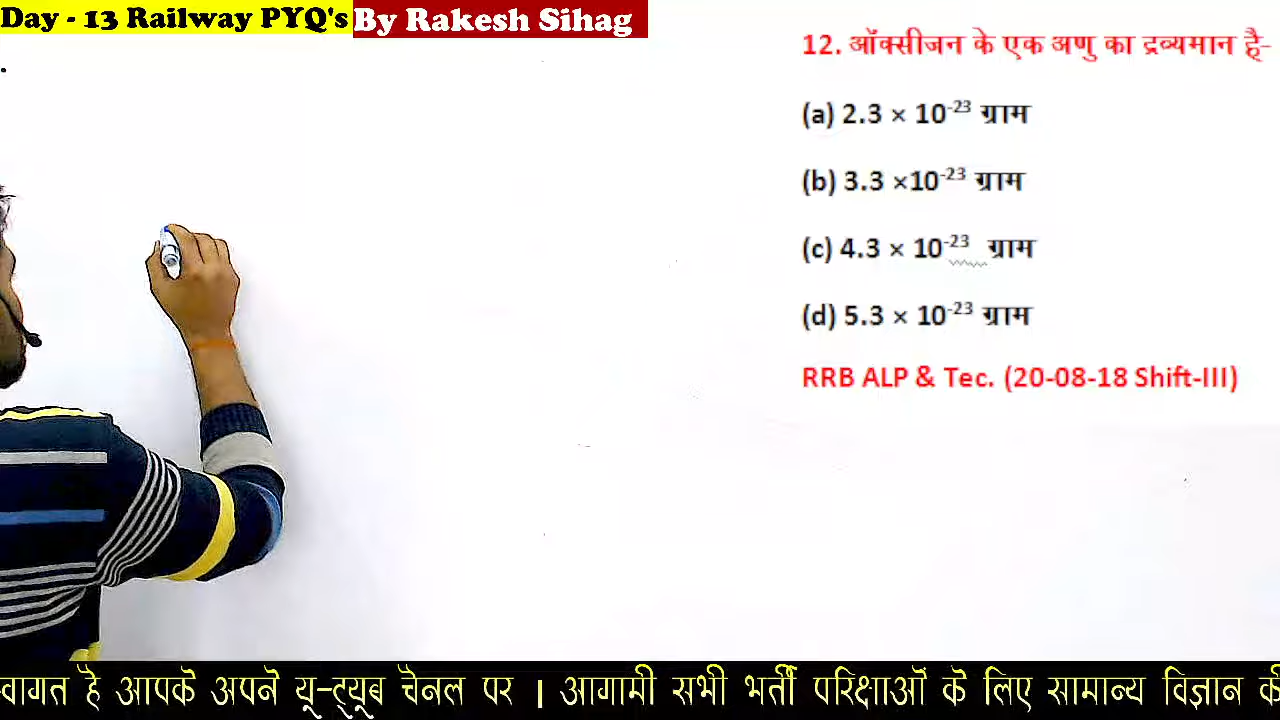 Day - 13 Railway PYQ's By Rakesh Sihag
12. ऑक्सीजन के एक अणु का द्रव्यमान है-
(a) 2.3 × 10⁻²³ ग्राम
(b) 3.3 ×10⁻²³ ग्राम
(c) 4.3 × 10⁻²³ ग्राम
(d) 5.3 × 10⁻²³ ग्राम
RRB ALP & Tec. (20-08-18 Shift-III)
है आपके अपने यू-ट्यूब चैनल पर । आगामी सभी भर्ती परिक्षाओं के लिए सामान्य विज्ञान की